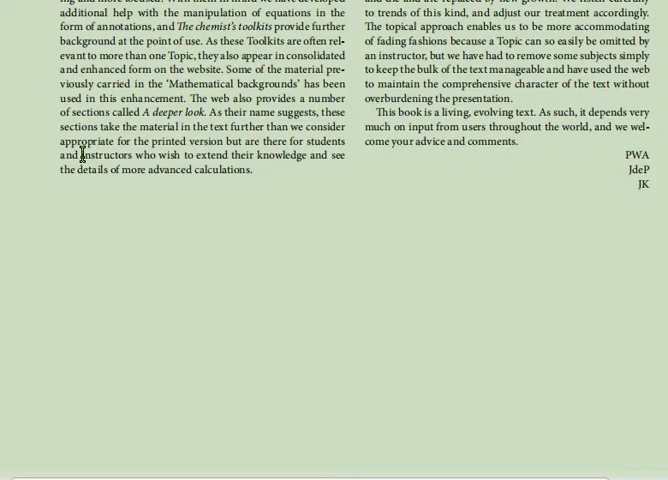 additional help with the manipulation of equations in the
form of annotations, and The chemist's toolkits provide further
background at the point of use. As these Toolkits are often rel-
evant to more than one Topic, they also appear in consolidated
and enhanced form on the website. Some of the material pre-
viously carried in the 'Mathematical backgrounds' has been
used in this enhancement. The web also provides a number
of sections called A deeper look. As their name suggests, these
sections take the material in the text further than we consider
appropriate for the printed version but are there for students
and instructors who wish to extend their knowledge and see
the details of more advanced calculations.
to trends of this kind, and adjust our treatment accordingly.
The topical approach enables us to be more accommodating
of fading fashions because a Topic can so easily be omitted by
an instructor, but we have had to remove some subjects simply
to keep the bulk of the text manageable and have used the web
to maintain the comprehensive character of the text without
overburdening the presentation.
This book is a living, evolving text. As such, it depends very
much on input from users throughout the world, and we wel-
come your advice and comments.
PWA
JdeP
JK